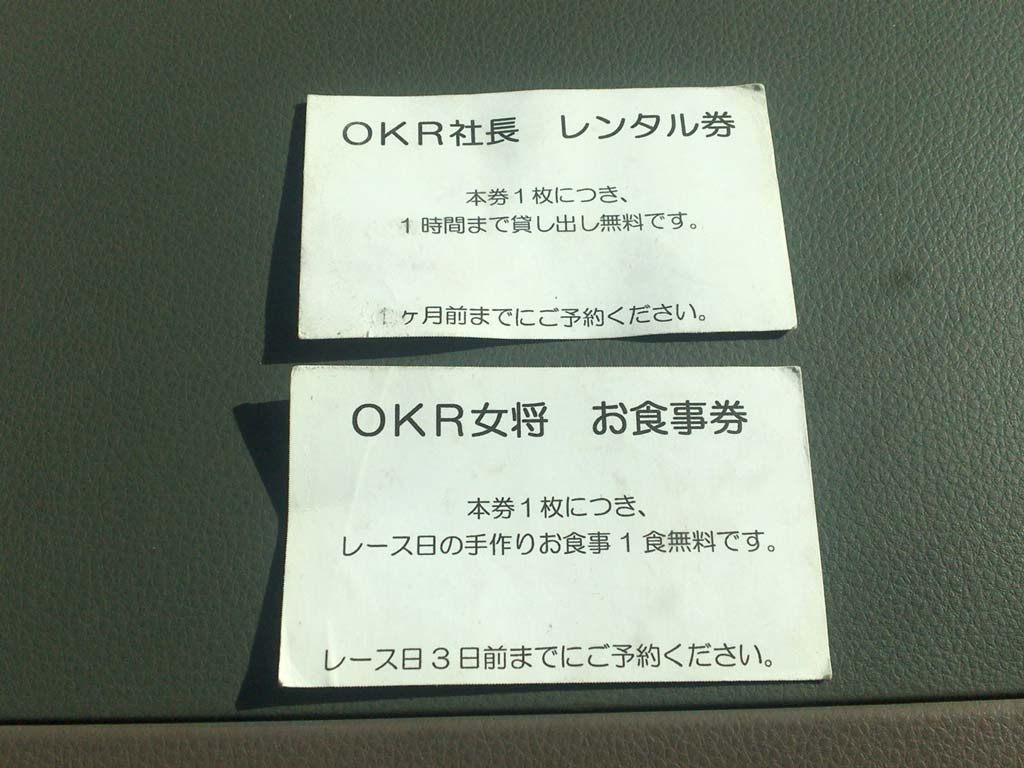 OKR社長　レンタル券
本券1枚につき、
1時間まで貸し出し無料です。
1ヶ月前までにご予約ください。
OKR女将　お食事券
本券1枚につき、
レース日の手作りお食事1食無料です。
レース日3日前までにご予約ください。